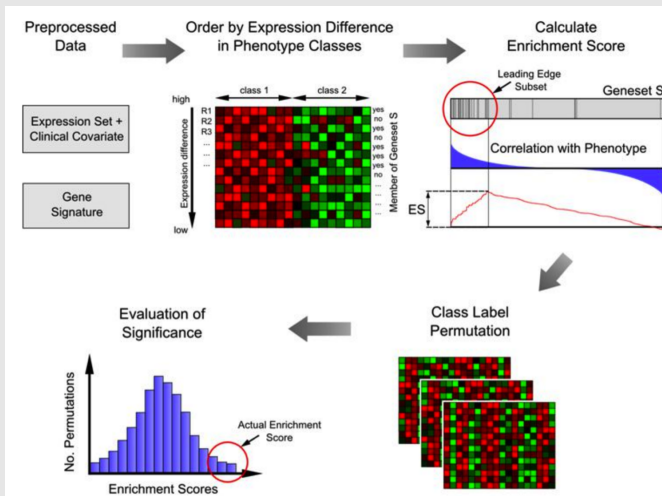 Preprocessed
Data
Order by Expression Difference
in Phenotype Classes
Calculate
Enrichment Score
Expression Set +
Clinical Covariate
Gene
Signature
class 1
class 2
high
Expression difference
low
R1
R2
R3
...
...
...
yes
no
no
yes
yes
yes
no
...
...
...
...
Member of Geneset S
Leading Edge
Subset
Geneset S
Correlation with Phenotype
ES
Evaluation of
Significance
Class Label
Permutation
No. Permutations
Actual Enrichment
Score
Enrichment Scores